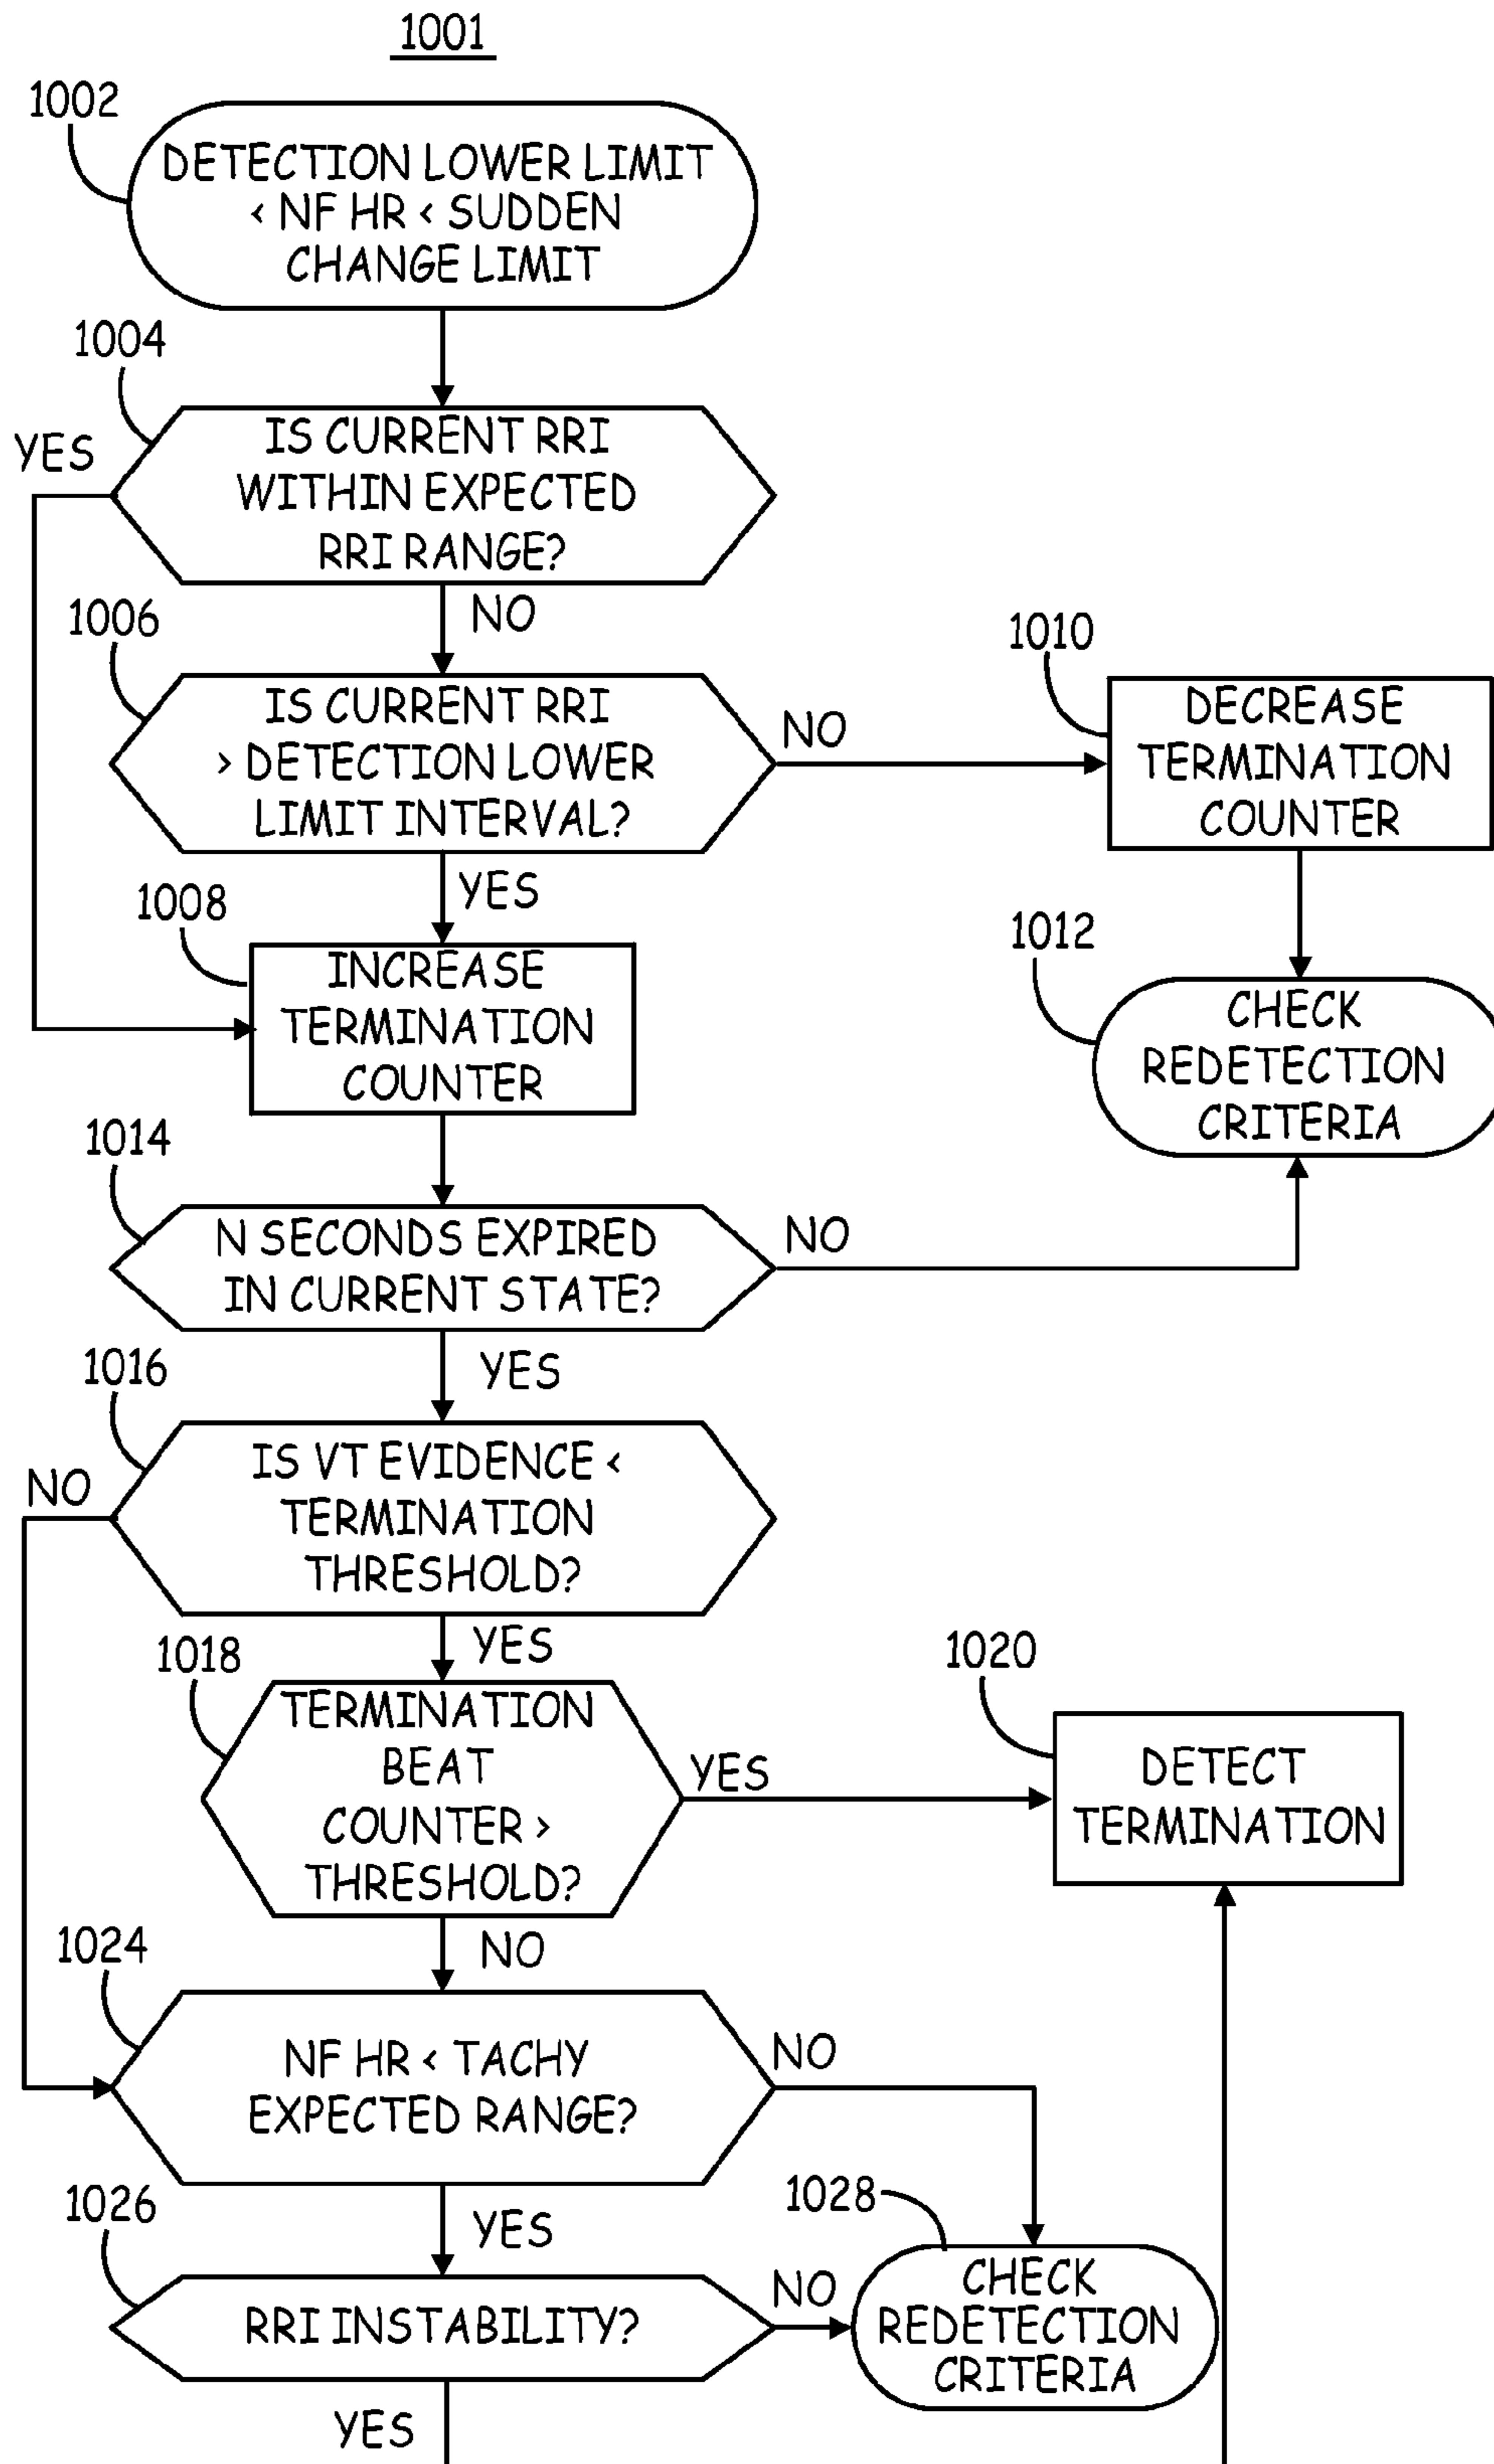 1001
1002
DETECTION LOWER LIMIT
< NF HR < SUDDEN
CHANGE LIMIT
1004
YES
IS CURRENT RRI
WITHIN EXPECTED
RRI RANGE?
NO
1006
IS CURRENT RRI
> DETECTION LOWER
LIMIT INTERVAL?
NO
1010
DECREASE
TERMINATION
COUNTER
YES
1008
INCREASE
TERMINATION
COUNTER
1012
CHECK
REDETECTION
CRITERIA
1014
N SECONDS EXPIRED
IN CURRENT STATE?
NO
YES
1016
NO
IS VT EVIDENCE <
TERMINATION
THRESHOLD?
YES
1018
TERMINATION
BEAT
COUNTER >
THRESHOLD?
YES
1020
DETECT
TERMINATION
NO
1024
NF HR < TACHY
EXPECTED RANGE?
NO
YES
1026
RRI INSTABILITY?
NO
1028
CHECK
REDETECTION
CRITERIA
YES